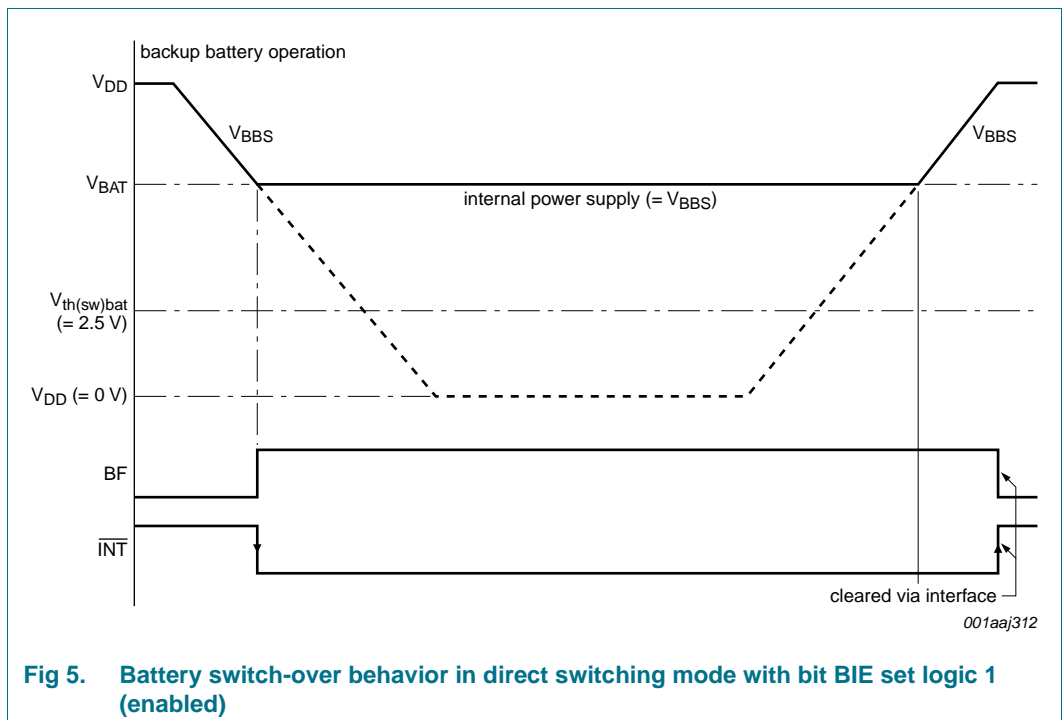 backup battery operation
VDD
VBBS
VBBS
VBAT
internal power supply (= VBBS)
Vth(sw)bat
(= 2.5 V)
VDD (= 0 V)
BF
INT
cleared via interface
001aaj312
Fig 5. Battery switch-over behavior in direct switching mode with bit BIE set logic 1
(enabled)